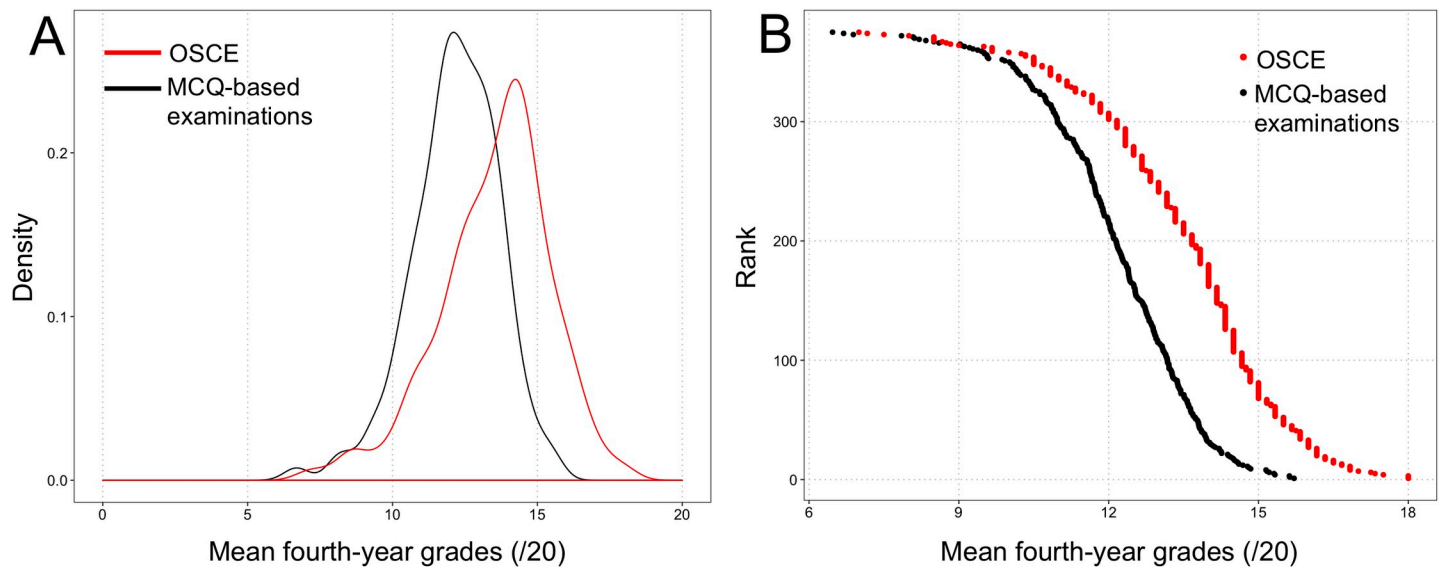 A
OSCE
MCQ-based
examinations
Density
0.2
0.1
0.0
0
5
10
15
20
Mean fourth-year grades (/20)
B
OSCE
MCQ-based
examinations
Rank
300
200
100
0
6
9
12
15
18
Mean fourth-year grades (/20)